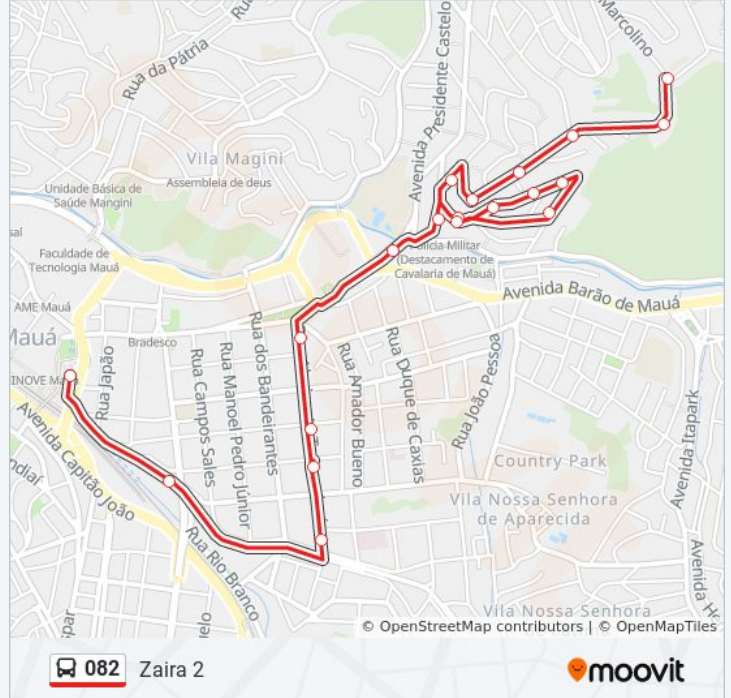 Marcolino
Avenida Presidente Castelo
Rua da Pátria
Vila Magini
Assembleia de deus
Unidade Básica de
Saúde Mangini
Faculdade de
Tecnologia Mauá
Polícia Militar
(Destacamento de
Cavalaria de Mauá)
Avenida Barão de Mauá
AME Mauá
Mauá
Bradesco
Rua Japão
Rua Campos Sales
Rua Manoel Pedro Júnior
Rua dos Bandeirantes
Rua Amador Bueno
Rua Duque de Caxias
Rua João Pessoa
Avenida Itapark
INOVE
Avenida Capitão João
Country Park
Vila Nossa Senhora
de Aparecida
Rua Rio Branco
Avenida
Vila Nossa Senhora
© OpenStreetMap contributors | © OpenMapTiles
082 Zaira 2
moovit